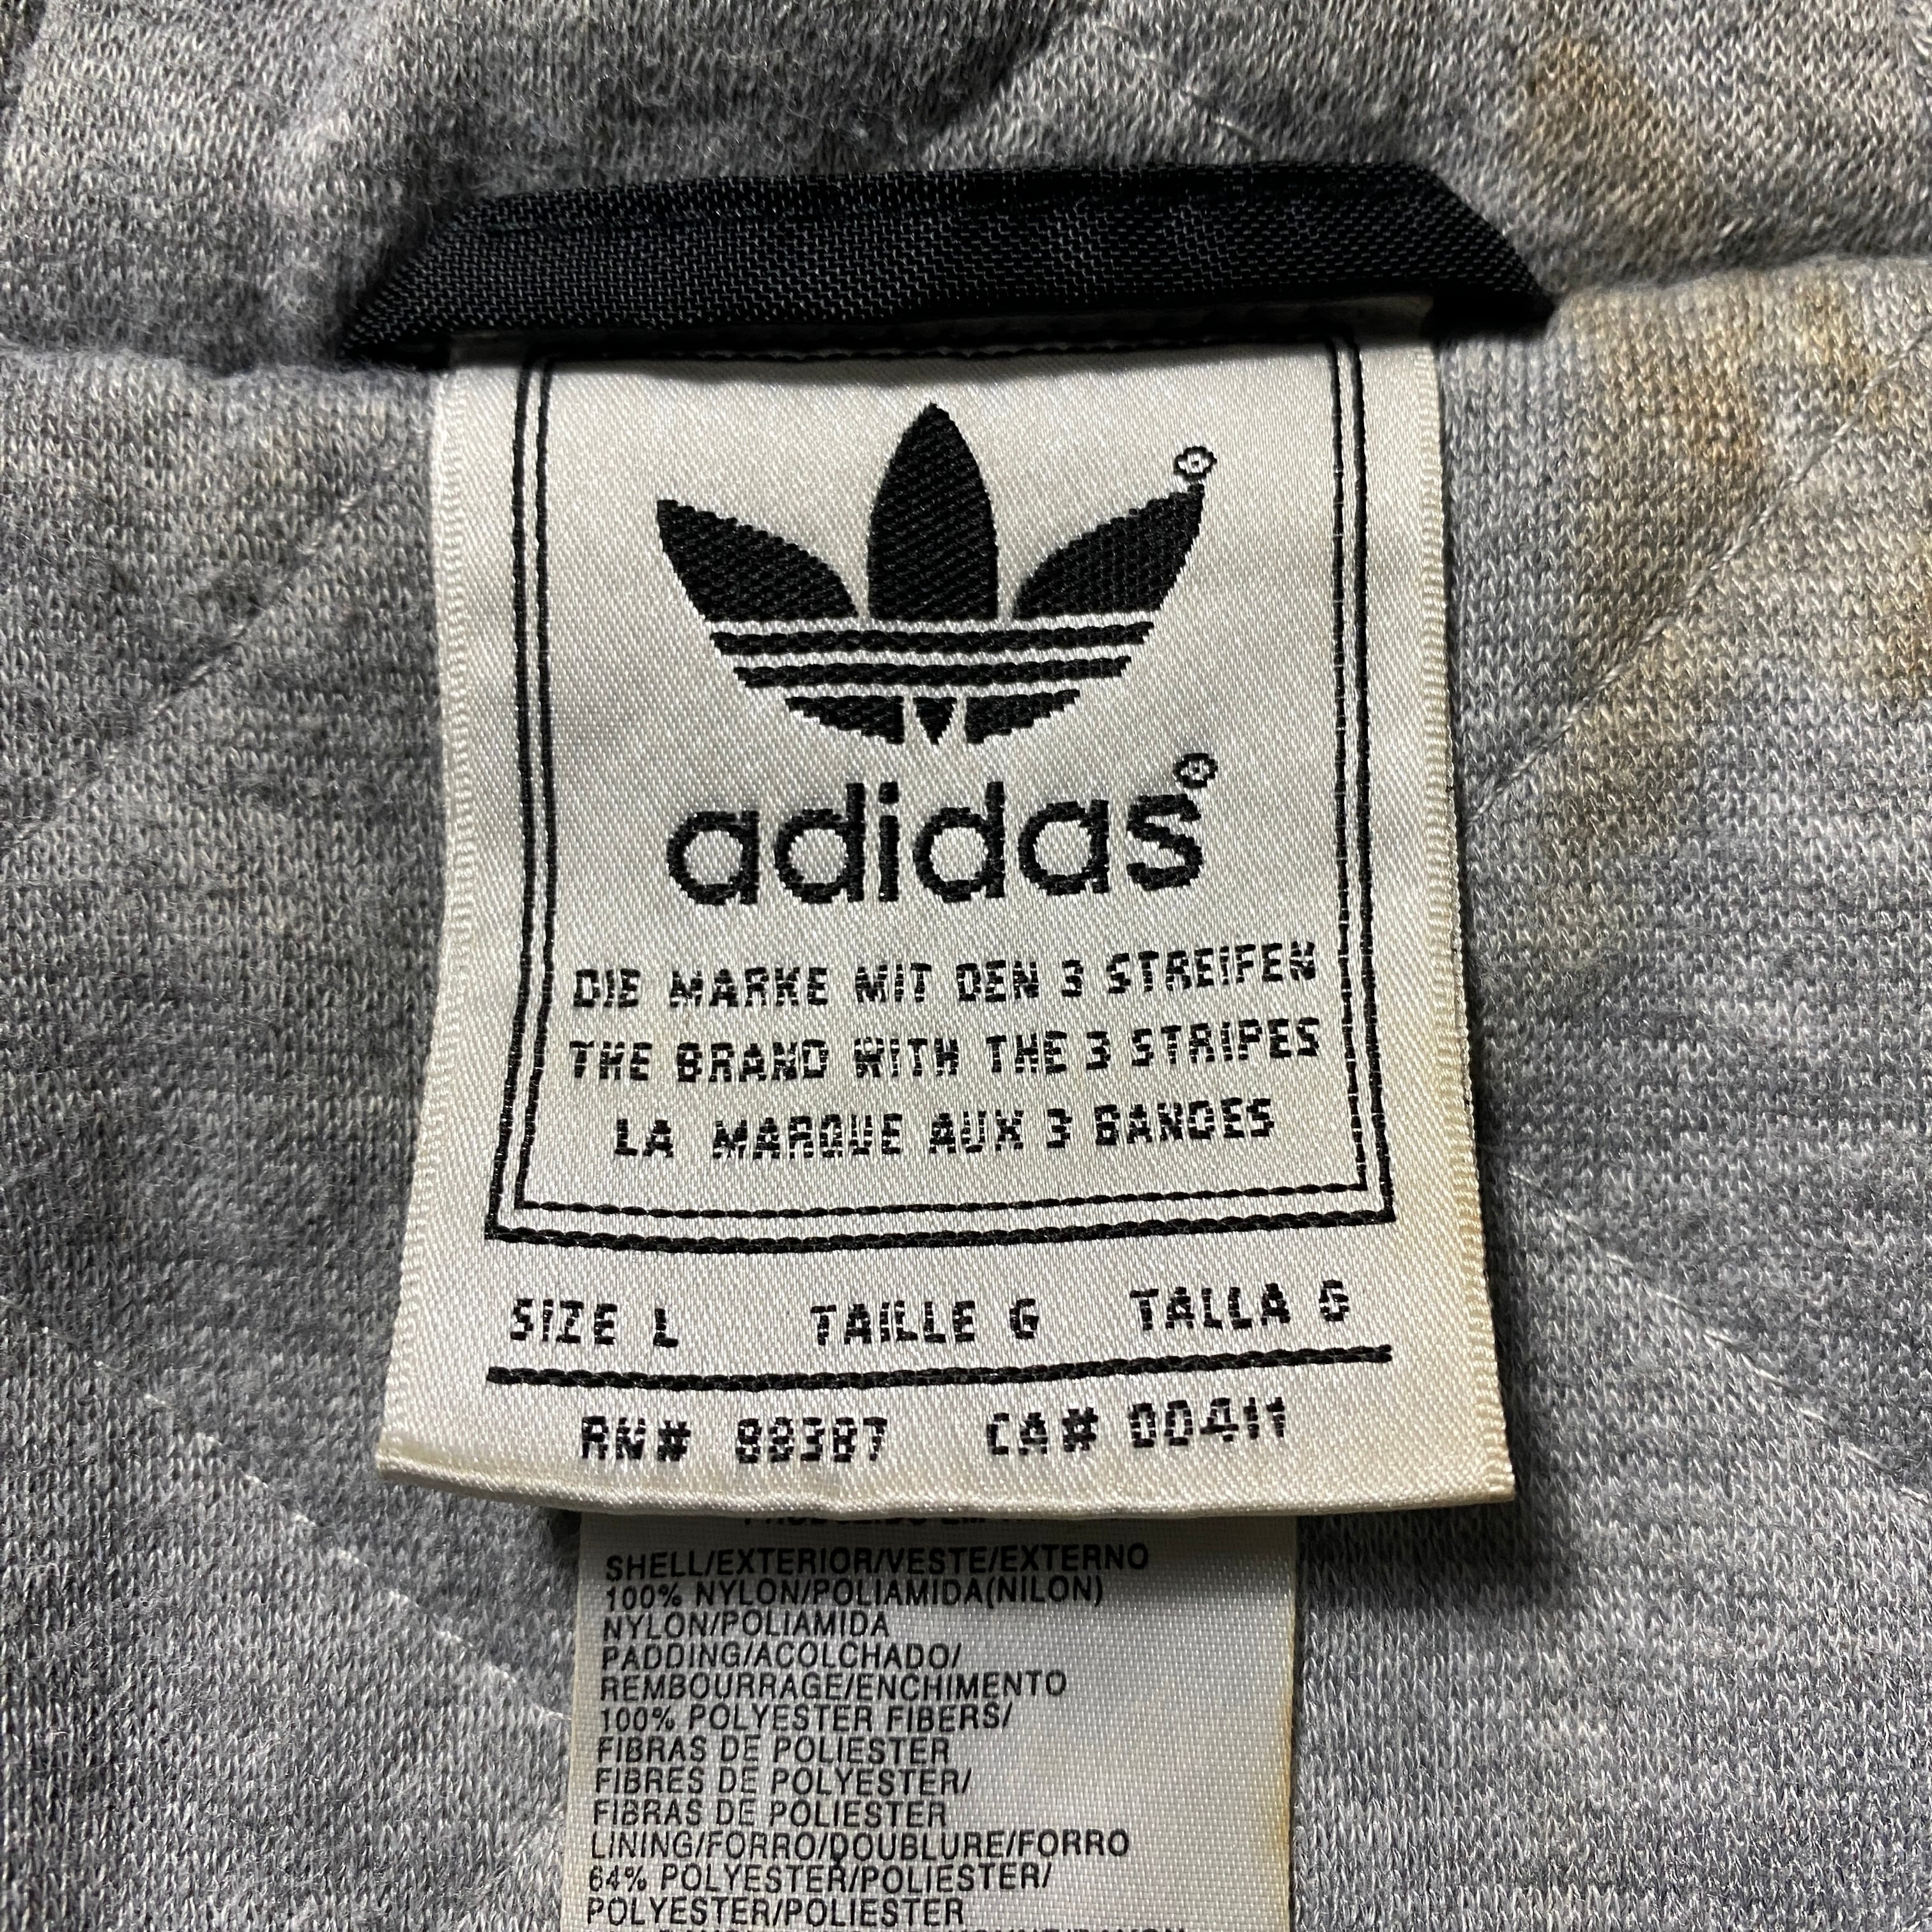 adidas
DIE MARKE MIT DEN 3 STREIFEN
THE BRAND WITH THE 3 STRIPES
LA MARQUE AUX 3 BANDES
SIZE L TAILLE G TALLA G
RN# 88387 CA# 00411
SHELL/EXTERIOR/VESTE/EXTERNO
100% NYLON/POLIAMIDA(NILON)
NYLON/POLIAMIDA
PADDING/ACOLCHADO/
REMBOURRAGE/ENCHIMENTO
100% POLYESTER FIBERS/
FIBRAS DE POLIESTER
FIBRES DE POLYESTER/
FIBRAS DE POLIESTER
LINING/FORRO/DOUBLURE/FORRO
64% POLYESTER/POLIESTER/
POLYESTER/POLIESTER